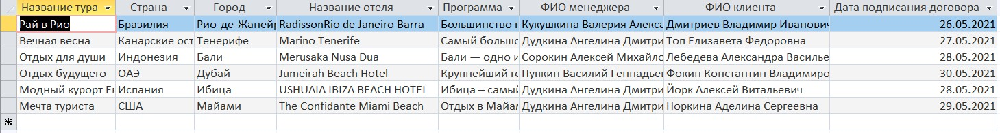 Название тура Страна Город Название отеля Программа ФИО менеджера ФИО клиента Дата подписания договора
Рай в Рио Бразилия Рио-де-Жаней RadissonRio de Janeiro Barra Большинство Кукушкина Валерия Алекса Дмитриев Владимир Иванович 26.05.2021
Вечная весна Канарские ост Тенерифе Marino Tenerife Самый больш Дудкина Ангелина Дмитри Топ Елизавета Федоровна 27.05.2021
Отдых для души Индонезия Бали Merusaka Nusa Dua Бали — одно и Сорокин Алексей Михайло Лебедева Александра Василье 28.05.2021
Отдых будущего ОАЭ Дубай Jumeirah Beach Hotel Крупнейший Пупкин Василий Геннадье Фокин Константин Владимиро 30.05.2021
Модный курорт Ев Испания Ибица USHUAIA IBIZA BEACH HOTEL Ибица – самый Дудкина Ангелина Дмитри Йорк Алексей Витальевич 28.05.2021
Мечта туриста США Майами The Confidante Miami Beach Отдых в Майам Дудкина Ангелина Дмитри Норкина Аделина Сергеевна 29.05.2021